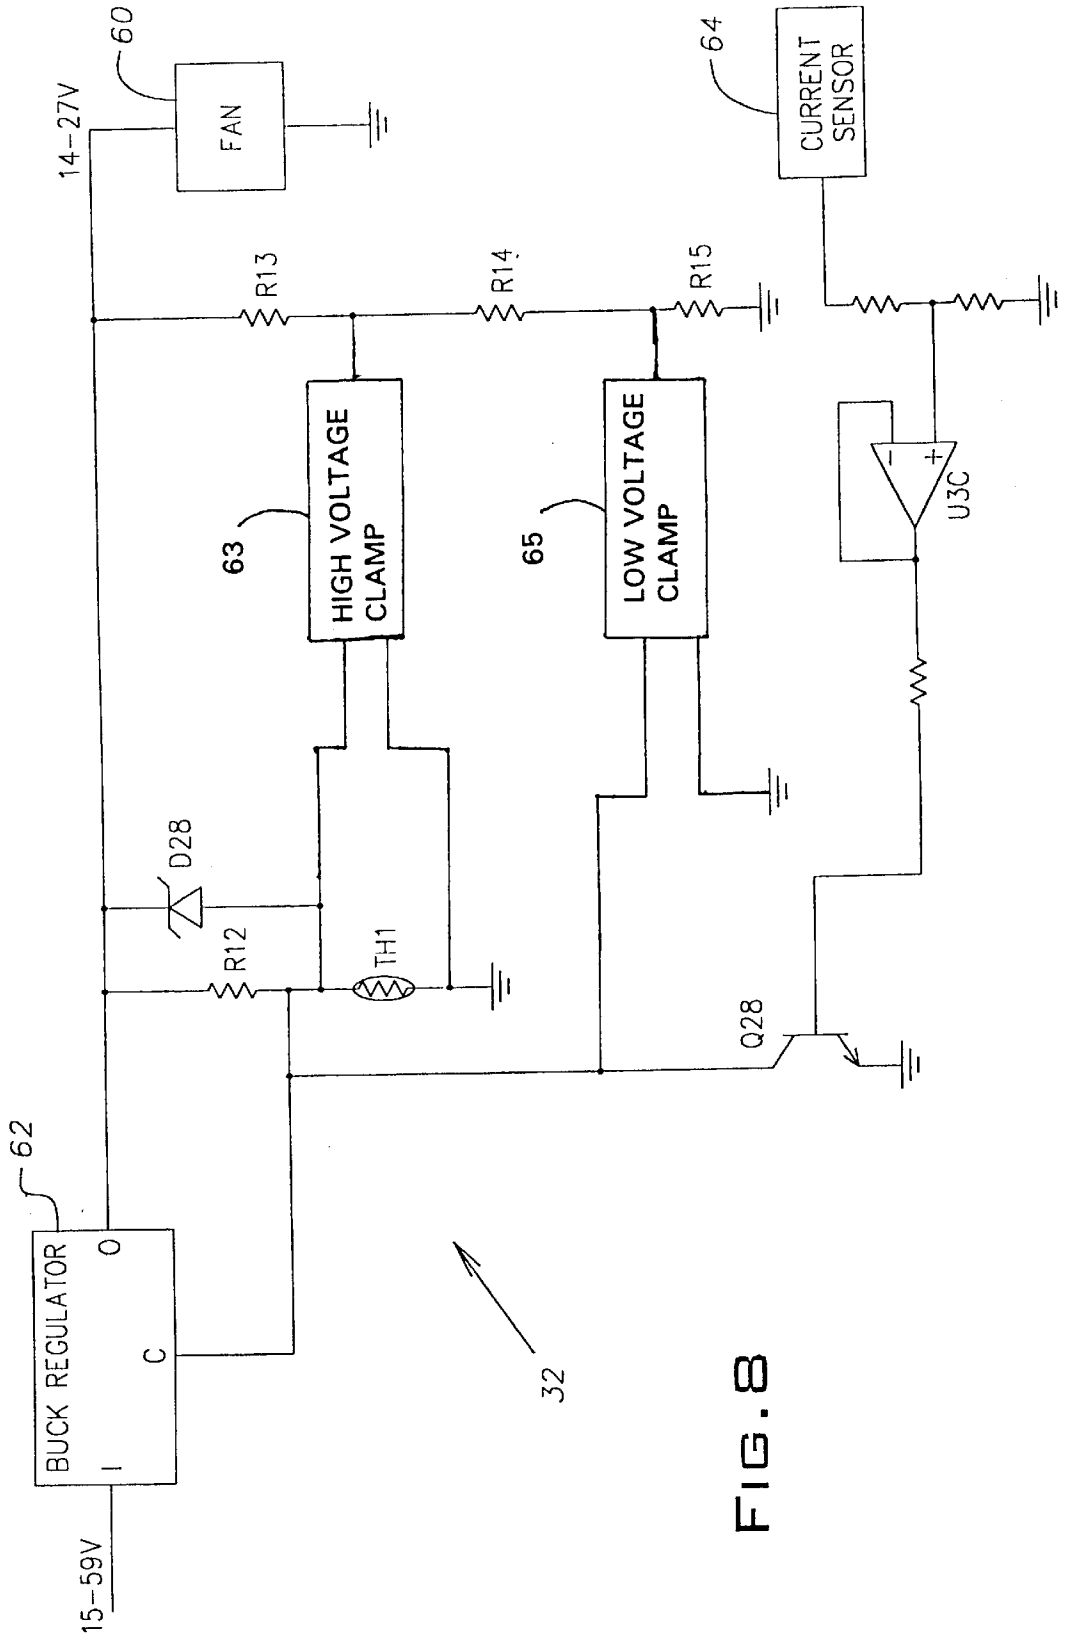 15-59V
BUCK REGULATOR
I
O
C
62
R12
D28
TH1
14-27V
60
FAN
R13
R14
R15
63
HIGH VOLTAGE
CLAMP
65
LOW VOLTAGE
CLAMP
64
CURRENT
SENSOR
-
+
U3C
Q28
32
FIG. 8